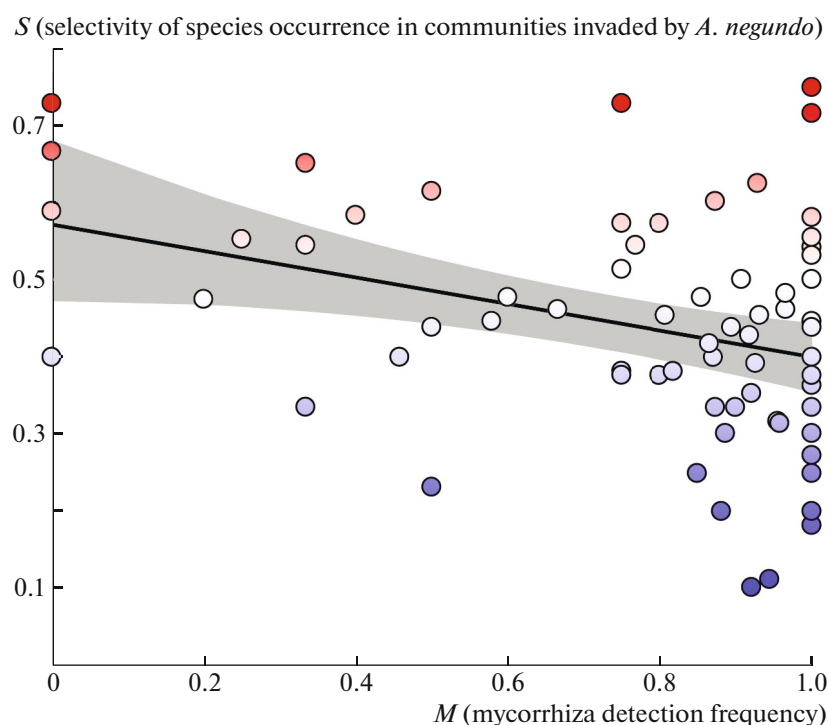 S (selectivity of species occurrence in communities invaded by A. negundo)
0.7
0.5
0.3
0.1
0 0.2 0.4 0.6 0.8 1.0
M (mycorrhiza detection frequency)